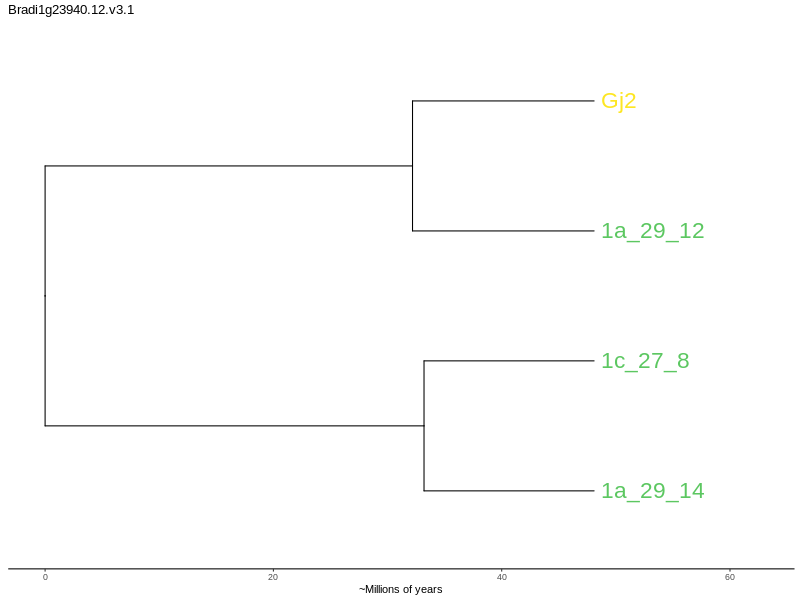 Bradi1g23940.12.v3.1
Gj2
1a_29_12
1c_27_8
1a_29_14
0 20 40 60
~Millions of years